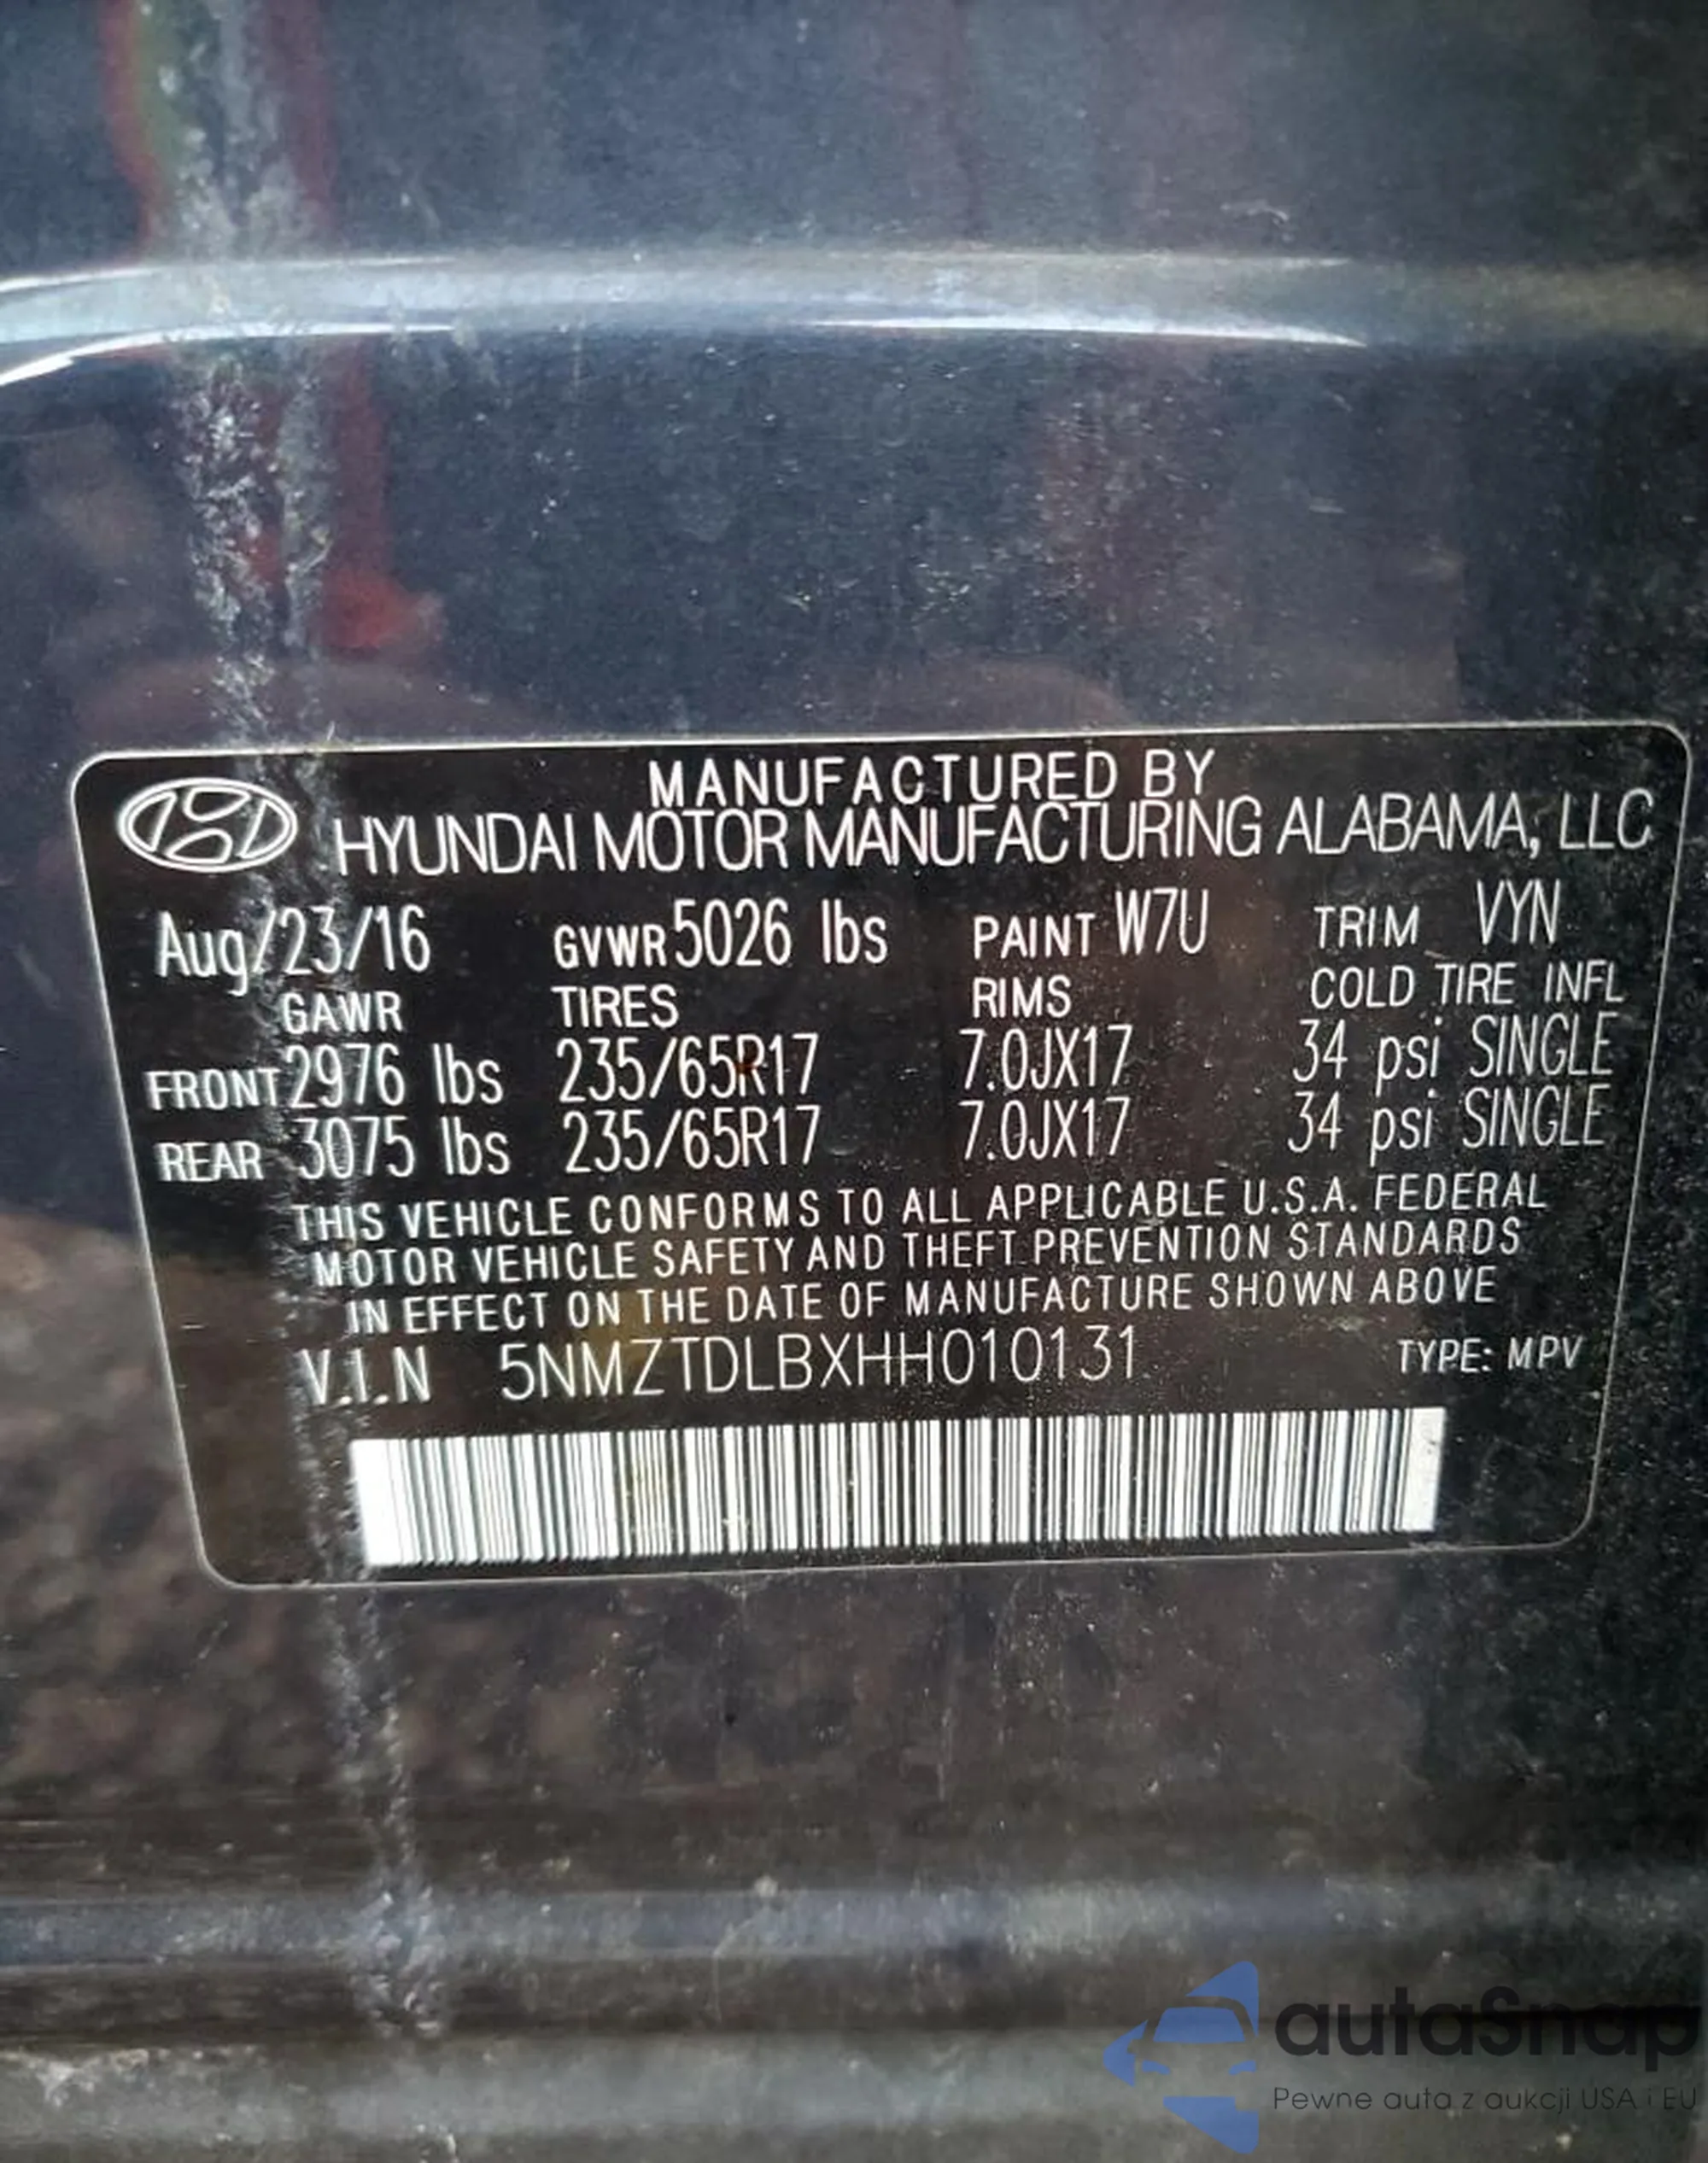 MANUFACTURED BY
HYUNDAI MOTOR MANUFACTURING ALABAMA, LLC
Aug/23/16 GVWR 5026 lbs PAINT W7U TRIM VYN
GAWR TIRES RIMS COLD TIRE INFL
FRONT 2976 lbs 235/65R17 7.0JX17 34 psi SINGLE
REAR 3075 lbs 235/65R17 7.0JX17 34 psi SINGLE
THIS VEHICLE CONFORMS TO ALL APPLICABLE U.S.A. FEDERAL
MOTOR VEHICLE SAFETY AND THEFT PREVENTION STANDARDS
IN EFFECT ON THE DATE OF MANUFACTURE SHOWN ABOVE
V.I.N 5NMZTDLBXHH010131 TYPE: MPV
autaSnap
Pewne auta z aukcji USA i EU